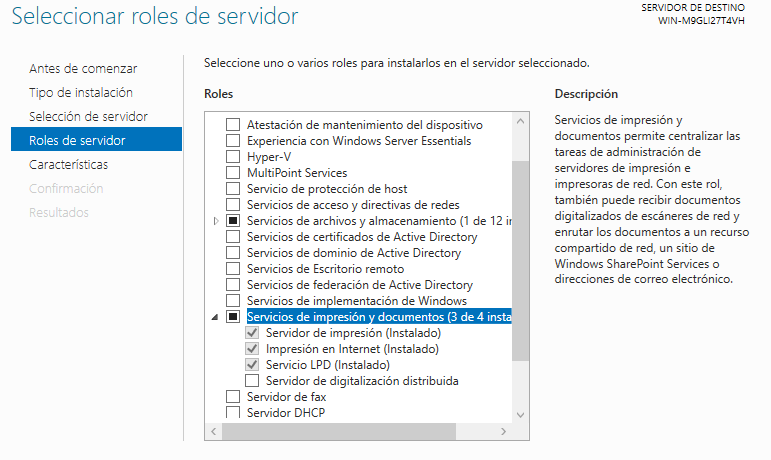 Seleccionar roles de servidor
SERVIDOR DE DESTINO
WIN-M9GLI27T4VH
Antes de comenzar
Tipo de instalación
Selección de servidor
Roles de servidor
Características
Confirmación
Resultados
Seleccione uno o varios roles para instalarlos en el servidor seleccionado.
Roles
Atestación de mantenimiento del dispositivo
Experiencia con Windows Server Essentials
Hyper-V
MultiPoint Services
Servicio de protección de host
Servicios de acceso y directivas de redes
Servicios de archivos y almacenamiento (1 de 12 in
Servicios de certificados de Active Directory
Servicios de dominio de Active Directory
Servicios de Escritorio remoto
Servicios de federación de Active Directory
Servicios de implementación de Windows
Servicios de impresión y documentos (3 de 4 insta
Servidor de impresión (Instalado)
Impresión en Internet (Instalado)
Servicio LPD (Instalado)
Servidor de digitalización distribuida
Servidor de fax
Servidor DHCP
Descripción
Servicios de impresión y
documentos permite centralizar las
tareas de administración de
servidores de impresión e
impresoras de red. Con este rol,
también puede recibir documentos
digitalizados de escáneres de red y
enrutar los documentos a un recurso
compartido de red, un sitio de
Windows SharePoint Services o
direcciones de correo electrónico.